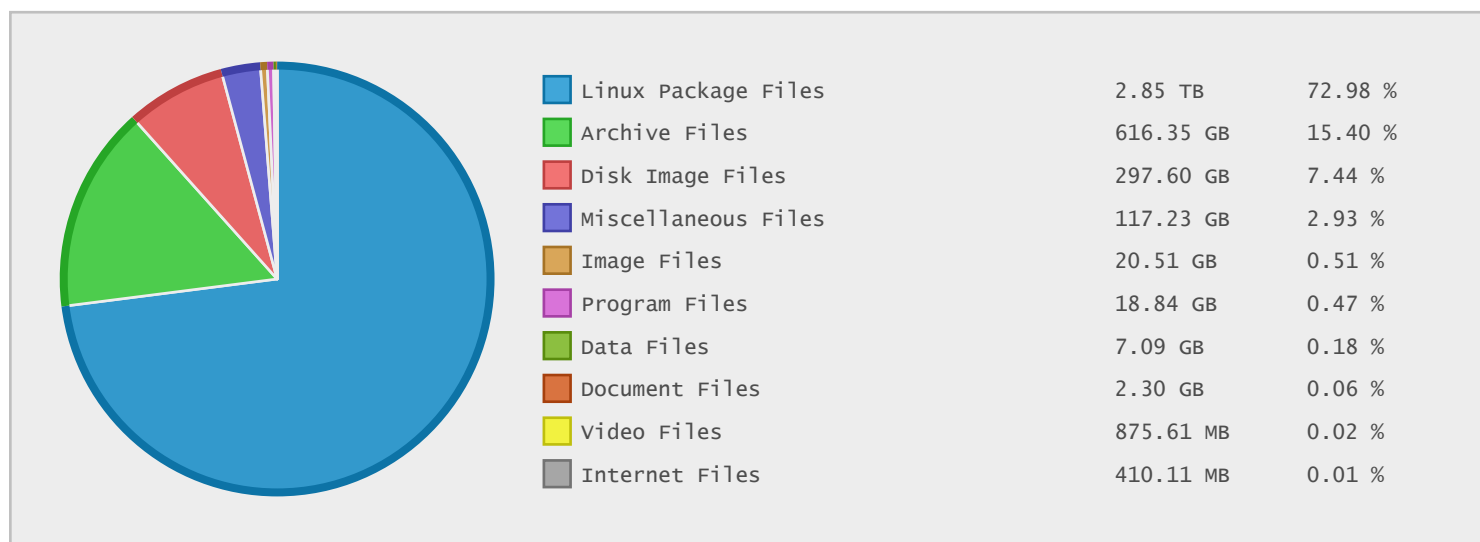 Linux Package Files 2.85 TB 72.98 %
Archive Files 616.35 GB 15.40 %
Disk Image Files 297.60 GB 7.44 %
Miscellaneous Files 117.23 GB 2.93 %
Image Files 20.51 GB 0.51 %
Program Files 18.84 GB 0.47 %
Data Files 7.09 GB 0.18 %
Document Files 2.30 GB 0.06 %
Video Files 875.61 MB 0.02 %
Internet Files 410.11 MB 0.01 %